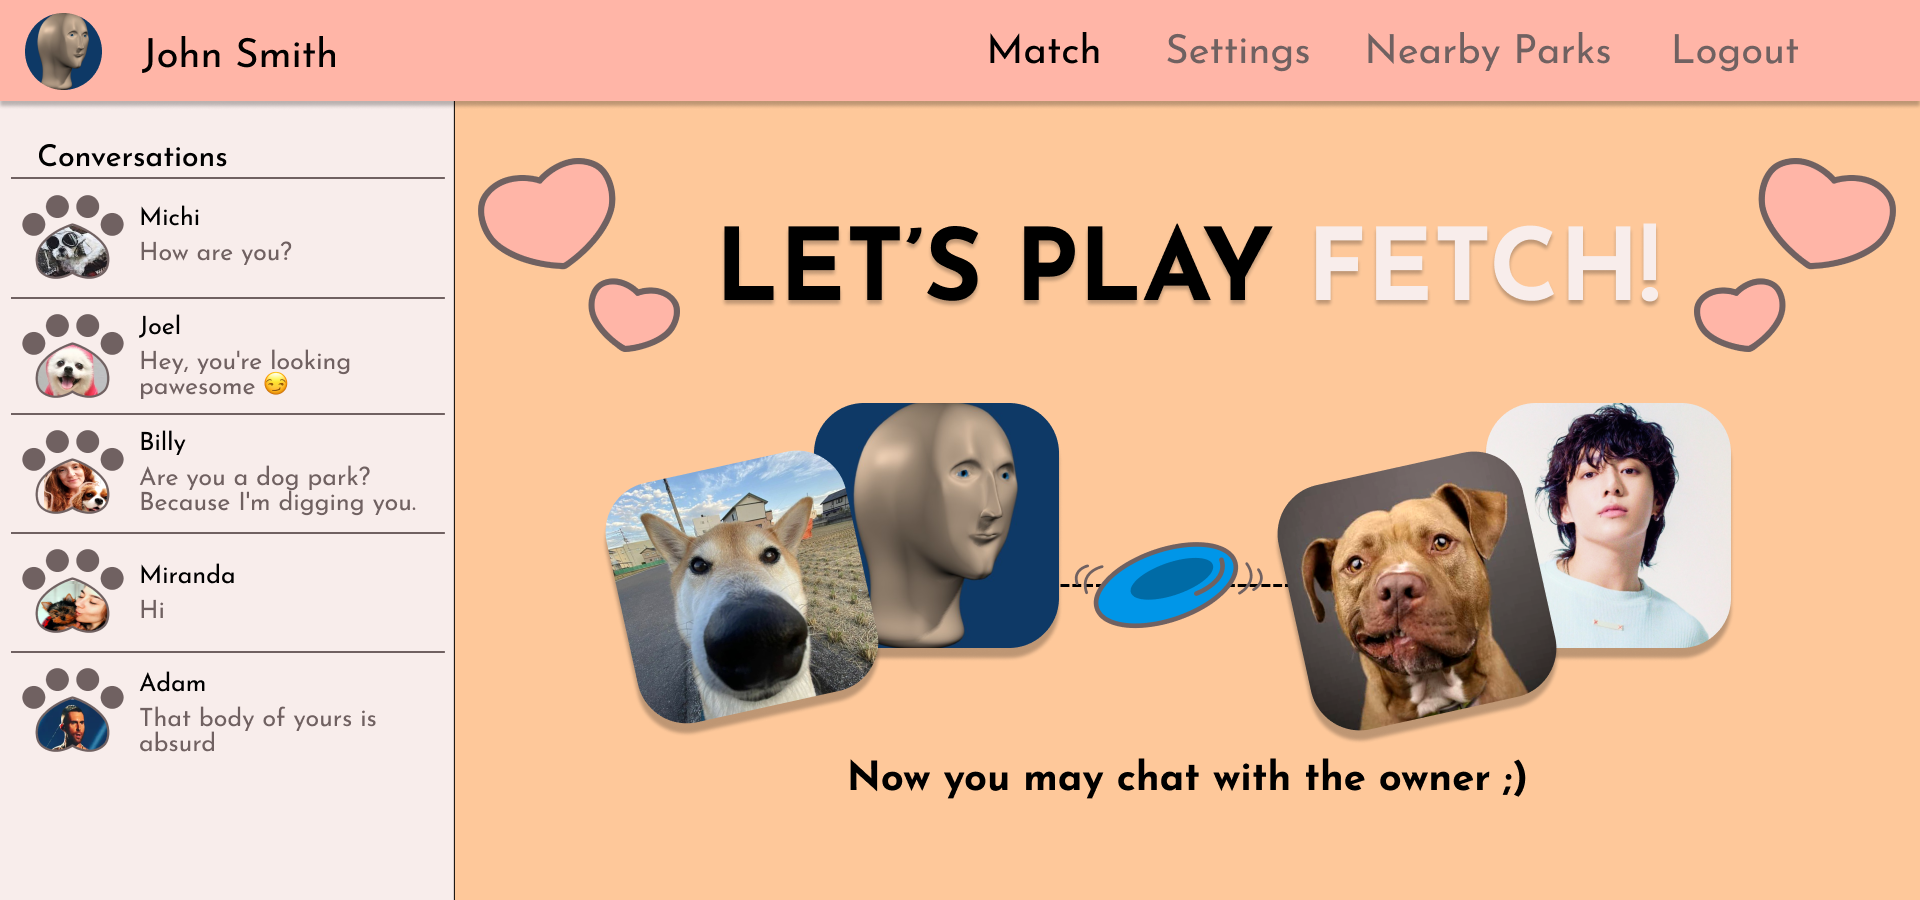 John Smith
Match Settings Nearby Parks Logout
Conversations
Michi
How are you?
Joel
Hey, you're looking
pawesome 😏
Billy
Are you a dog park?
Because I'm digging you.
Miranda
Hi
Adam
That body of yours is
absurd
LET'S PLAY FETCH!
Now you may chat with the owner ;)